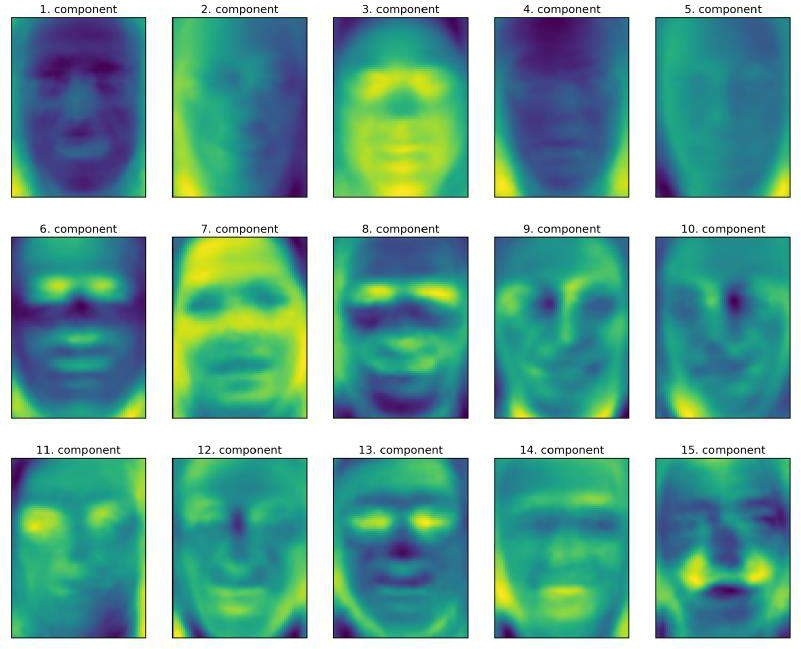 1. component 2. component 3. component 4. component 5. component
6. component 7. component 8. component 9. component 10. component
11. component 12. component 13. component 14. component 15. component